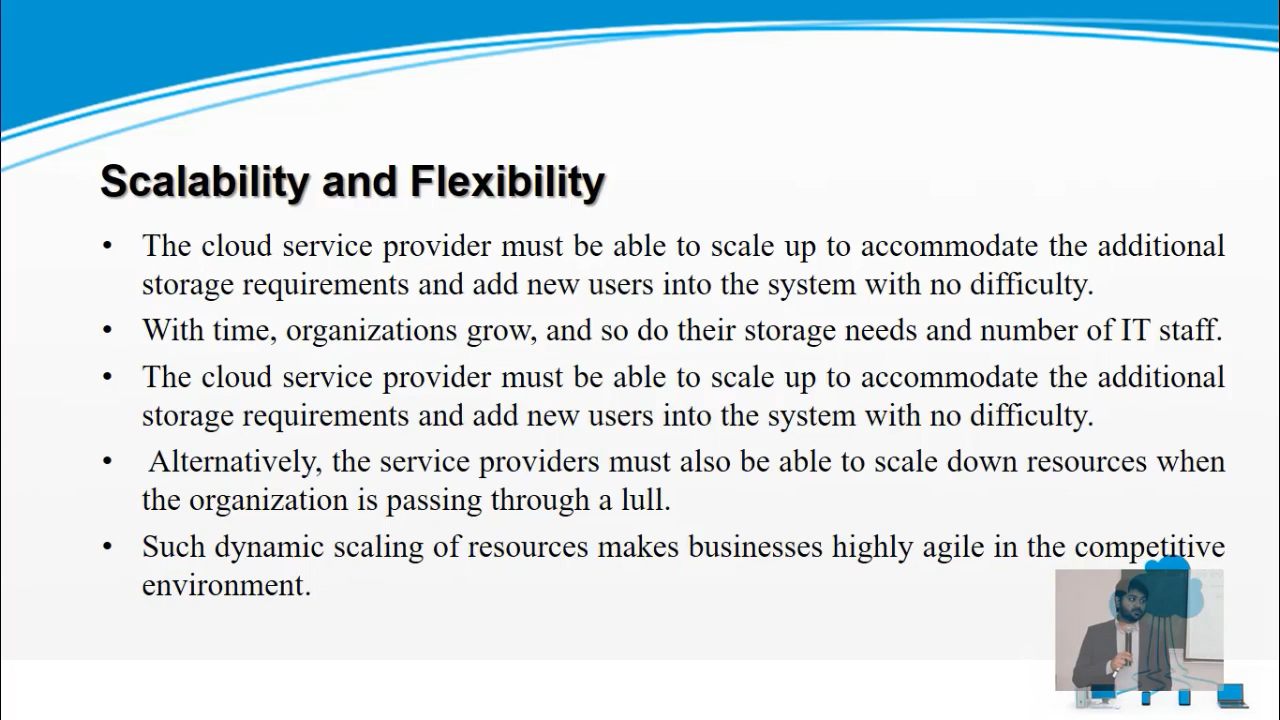 Scalability and Flexibility
• The cloud service provider must be able to scale up to accommodate the additional
storage requirements and add new users into the system with no difficulty.
• With time, organizations grow, and so do their storage needs and number of IT staff.
• The cloud service provider must be able to scale up to accommodate the additional
storage requirements and add new users into the system with no difficulty.
• Alternatively, the service providers must also be able to scale down resources when
the organization is passing through a lull.
• Such dynamic scaling of resources makes businesses highly agile in the competitive
environment.